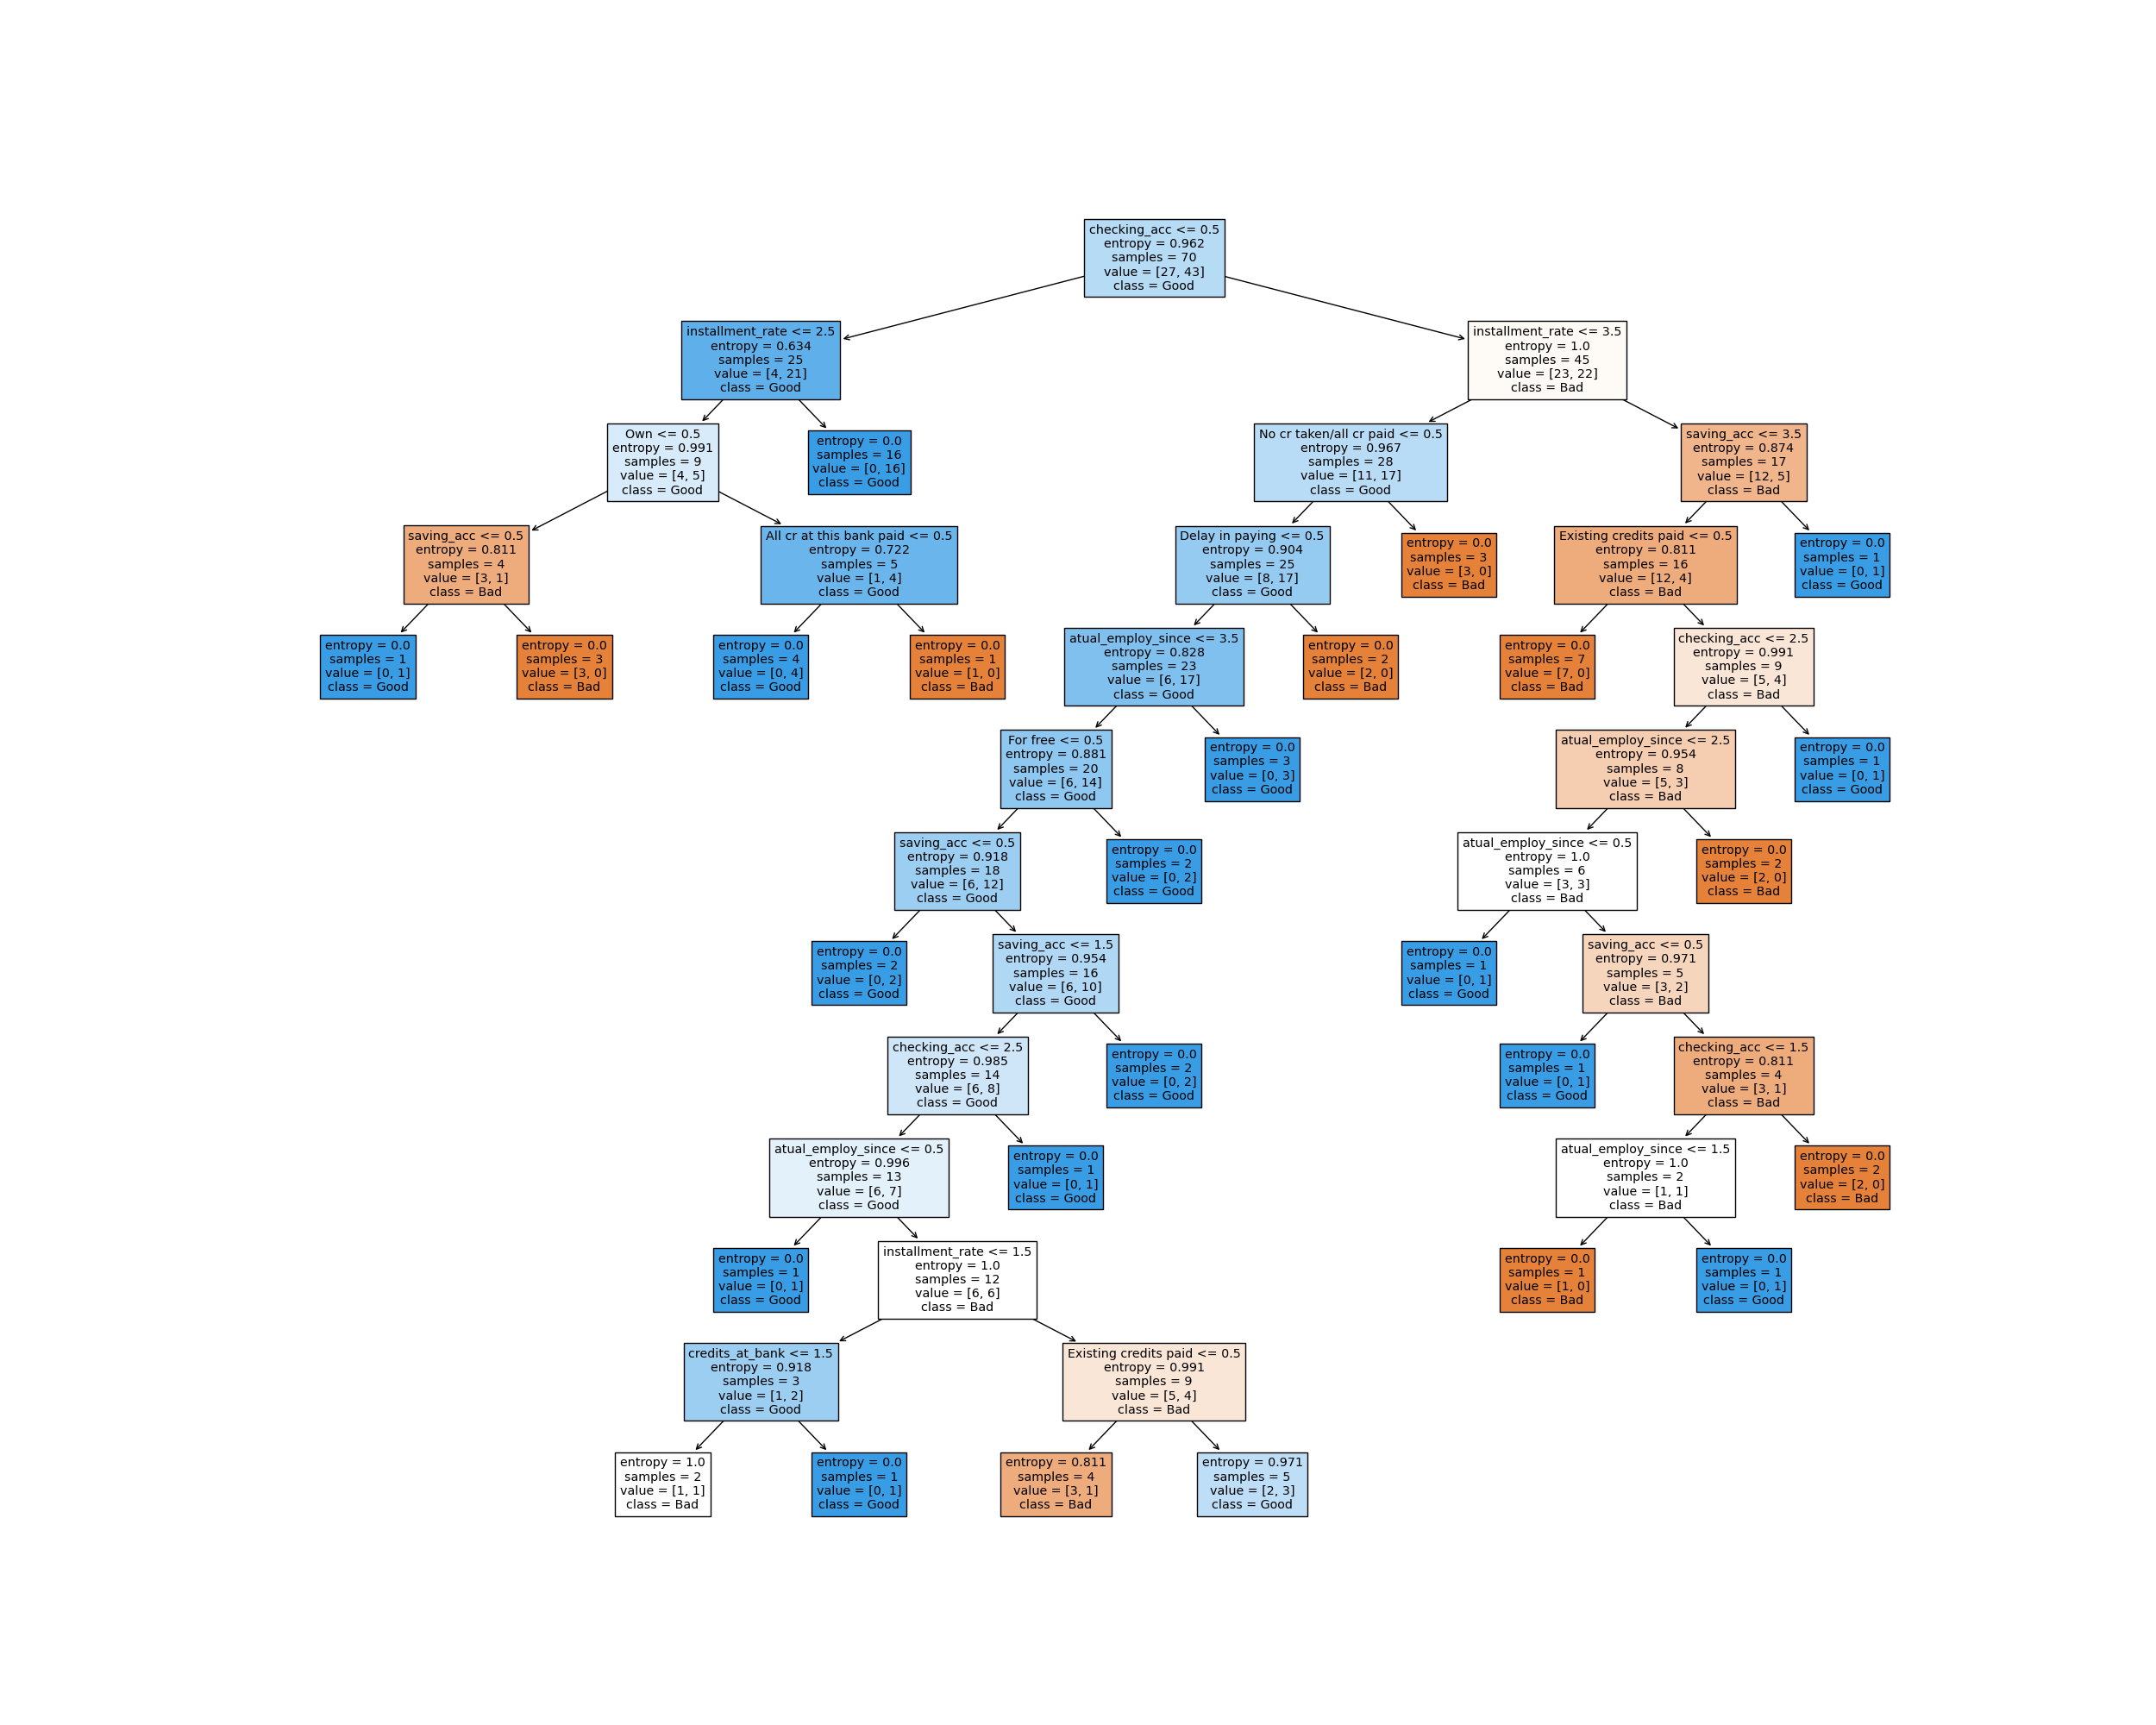 checking_acc <= 0.5
entropy = 0.962
samples = 70
value = [27, 43]
class = Good
installment_rate <= 2.5
entropy = 0.634
samples = 25
value = [4, 21]
class = Good
installment_rate <= 3.5
entropy = 1.0
samples = 45
value = [23, 22]
class = Bad
Own <= 0.5
entropy = 0.991
samples = 9
value = [4, 5]
class = Good
entropy = 0.0
samples = 16
value = [0, 16]
class = Good
No cr taken/all cr paid <= 0.5
entropy = 0.967
samples = 28
value = [11, 17]
class = Good
saving_acc <= 3.5
entropy = 0.874
samples = 17
value = [12, 5]
class = Bad
saving_acc <= 0.5
entropy = 0.811
samples = 4
value = [3, 1]
class = Bad
All cr at this bank paid <= 0.5
entropy = 0.722
samples = 5
value = [1, 4]
class = Good
Delay in paying <= 0.5
entropy = 0.904
samples = 25
value = [8, 17]
class = Good
entropy = 0.0
samples = 3
value = [3, 0]
class = Bad
Existing credits paid <= 0.5
entropy = 0.811
samples = 16
value = [12, 4]
class = Bad
entropy = 0.0
samples = 1
value = [0, 1]
class = Good
entropy = 0.0
samples = 1
value = [0, 1]
class = Good
entropy = 0.0
samples = 3
value = [3, 0]
class = Bad
entropy = 0.0
samples = 4
value = [0, 4]
class = Good
entropy = 0.0
samples = 1
value = [1, 0]
class = Bad
atual_employ_since <= 3.5
entropy = 0.828
samples = 23
value = [6, 17]
class = Good
entropy = 0.0
samples = 2
value = [2, 0]
class = Bad
entropy = 0.0
samples = 7
value = [7, 0]
class = Bad
checking_acc <= 2.5
entropy = 0.991
samples = 9
value = [5, 4]
class = Bad
For free <= 0.5
entropy = 0.881
samples = 20
value = [6, 14]
class = Good
entropy = 0.0
samples = 3
value = [0, 3]
class = Good
atual_employ_since <= 2.5
entropy = 0.954
samples = 8
value = [5, 3]
class = Bad
entropy = 0.0
samples = 1
value = [0, 1]
class = Good
saving_acc <= 0.5
entropy = 0.918
samples = 18
value = [6, 12]
class = Good
entropy = 0.0
samples = 2
value = [0, 2]
class = Good
atual_employ_since <= 0.5
entropy = 1.0
samples = 6
value = [3, 3]
class = Bad
entropy = 0.0
samples = 2
value = [2, 0]
class = Bad
entropy = 0.0
samples = 2
value = [0, 2]
class = Good
saving_acc <= 1.5
entropy = 0.954
samples = 16
value = [6, 10]
class = Good
entropy = 0.0
samples = 1
value = [0, 1]
class = Good
saving_acc <= 0.5
entropy = 0.971
samples = 5
value = [3, 2]
class = Bad
checking_acc <= 2.5
entropy = 0.985
samples = 14
value = [6, 8]
class = Good
entropy = 0.0
samples = 2
value = [0, 2]
class = Good
entropy = 0.0
samples = 1
value = [0, 1]
class = Good
checking_acc <= 1.5
entropy = 0.811
samples = 4
value = [3, 1]
class = Bad
atual_employ_since <= 0.5
entropy = 0.996
samples = 13
value = [6, 7]
class = Good
entropy = 0.0
samples = 1
value = [0, 1]
class = Good
atual_employ_since <= 1.5
entropy = 1.0
samples = 2
value = [1, 1]
class = Bad
entropy = 0.0
samples = 2
value = [2, 0]
class = Bad
entropy = 0.0
samples = 1
value = [0, 1]
class = Good
installment_rate <= 1.5
entropy = 1.0
samples = 12
value = [6, 6]
class = Bad
entropy = 0.0
samples = 1
value = [1, 0]
class = Bad
entropy = 0.0
samples = 1
value = [0, 1]
class = Good
credits_at_bank <= 1.5
entropy = 0.918
samples = 3
value = [1, 2]
class = Good
Existing credits paid <= 0.5
entropy = 0.991
samples = 9
value = [5, 4]
class = Bad
entropy = 1.0
samples = 2
value = [1, 1]
class = Bad
entropy = 0.0
samples = 1
value = [0, 1]
class = Good
entropy = 0.811
samples = 4
value = [3, 1]
class = Bad
entropy = 0.971
samples = 5
value = [2, 3]
class = Good